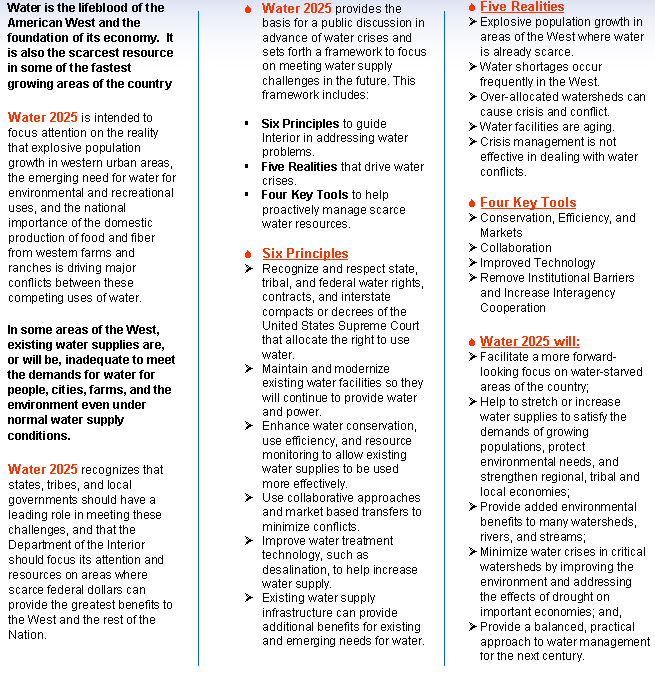 Water is the lifeblood of the
American West and the
foundation of its economy. It
is also the scarcest resource
in some of the fastest
growing areas of the country
Water 2025 is intended to
focus attention on the reality
that explosive population
growth in western urban areas,
the emerging need for water for
environmental and recreational
uses, and the national
importance of the domestic
production of food and fiber
from western farms and
ranches is driving major
conflicts between these
competing uses of water.
In some areas of the West,
existing water supplies are,
or will be, inadequate to meet
the demands for water for
people, cities, farms, and the
environment even under
normal water supply
conditions.
Water 2025 recognizes that
states, tribes, and local
governments should have a
leading role in meeting these
challenges, and that the
Department of the Interior
should focus its attention and
resources on areas where
scarce federal dollars can
provide the greatest benefits to
the West and the rest of the
Nation.
Water 2025 provides the
basis for a public discussion in
advance of water crises and
sets forth a framework to focus
on meeting water supply
challenges in the future. This
framework includes:
▪ Six Principles to guide
Interior in addressing water
problems.
▪ Five Realities that drive water
crises.
▪ Four Key Tools to help
proactively manage scarce
water resources.
Six Principles
➢ Recognize and respect state,
tribal, and federal water rights,
contracts, and interstate
compacts or decrees of the
United States Supreme Court
that allocate the right to use
water.
➢ Maintain and modernize
existing water facilities so they
will continue to provide water
and power.
➢ Enhance water conservation,
use efficiency, and resource
monitoring to allow existing
water supplies to be used
more effectively.
➢ Use collaborative approaches
and market based transfers to
minimize conflicts.
➢ Improve water treatment
technology, such as
desalination, to help increase
water supply.
➢ Existing water supply
infrastructure can provide
additional benefits for existing
and emerging needs for water.
Five Realities
➢ Explosive population growth in
areas of the West where water
is already scarce.
➢ Water shortages occur
frequently in the West.
➢ Over-allocated watersheds can
cause crisis and conflict.
➢ Water facilities are aging.
➢ Crisis management is not
effective in dealing with water
conflicts.
Four Key Tools
➢ Conservation, Efficiency, and
Markets
➢ Collaboration
➢ Improved Technology
➢ Remove Institutional Barriers
and Increase Interagency
Cooperation
Water 2025 will:
➢ Facilitate a more forward-
looking focus on water-starved
areas of the country;
➢ Help to stretch or increase
water supplies to satisfy the
demands of growing
populations, protect
environmental needs, and
strengthen regional, tribal and
local economies;
➢ Provide added environmental
benefits to many watersheds,
rivers, and streams;
➢ Minimize water crises in critical
watersheds by improving the
environment and addressing
the effects of drought on
important economies; and,
➢ Provide a balanced, practical
approach to water management
for the next century.